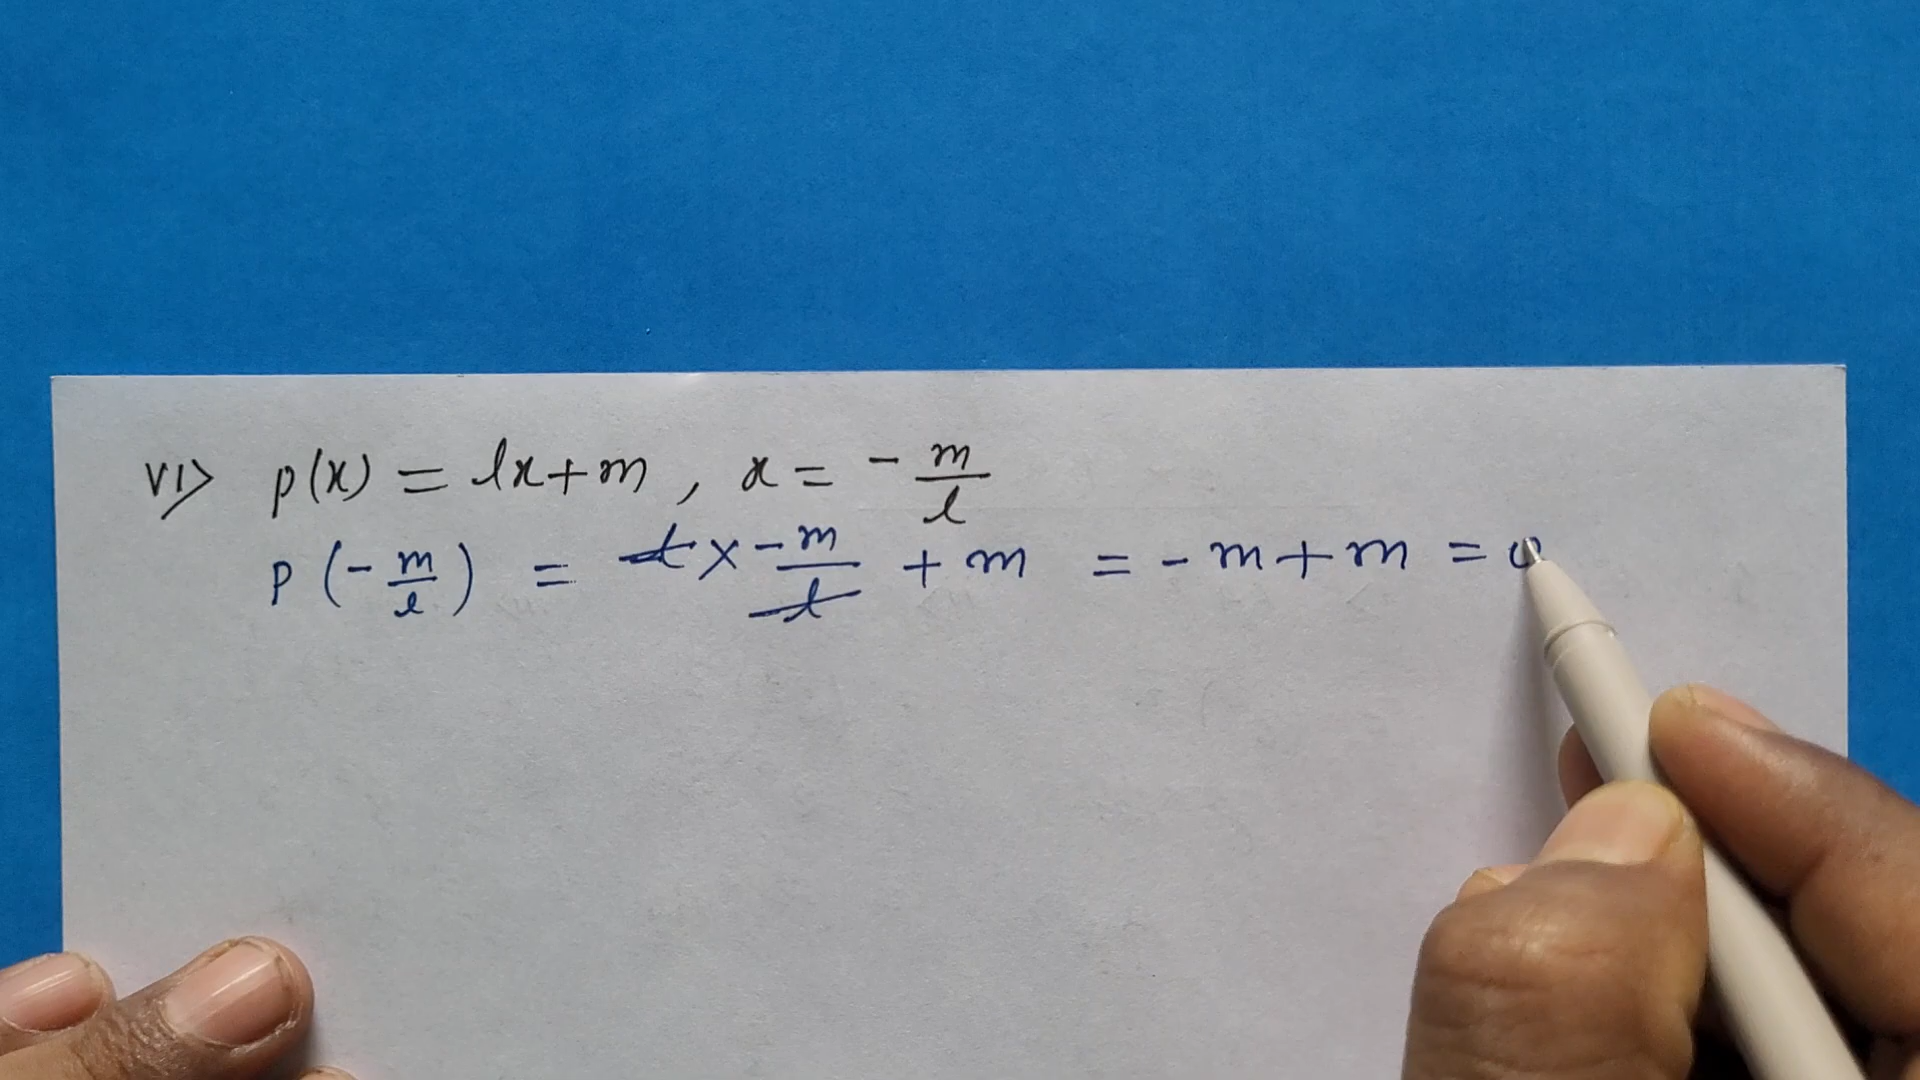 VI> p(x) = lx+m , x = - m/l
P (- m/l) = l x -m/l + m = - m + m = 0